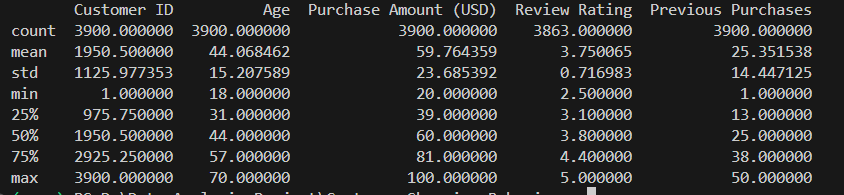 Customer ID Age Purchase Amount (USD) Review Rating Previous Purchases
count 3900.000000 3900.000000 3900.000000 3863.000000 3900.000000
mean 1950.500000 44.068462 59.764359 3.750065 25.351538
std 1125.977353 15.207589 23.685392 0.716983 14.447125
min 1.000000 18.000000 20.000000 2.500000 1.000000
25% 975.750000 31.000000 39.000000 3.100000 13.000000
50% 1950.500000 44.000000 60.000000 3.800000 25.000000
75% 2925.250000 57.000000 81.000000 4.400000 38.000000
max 3900.000000 70.000000 100.000000 5.000000 50.000000